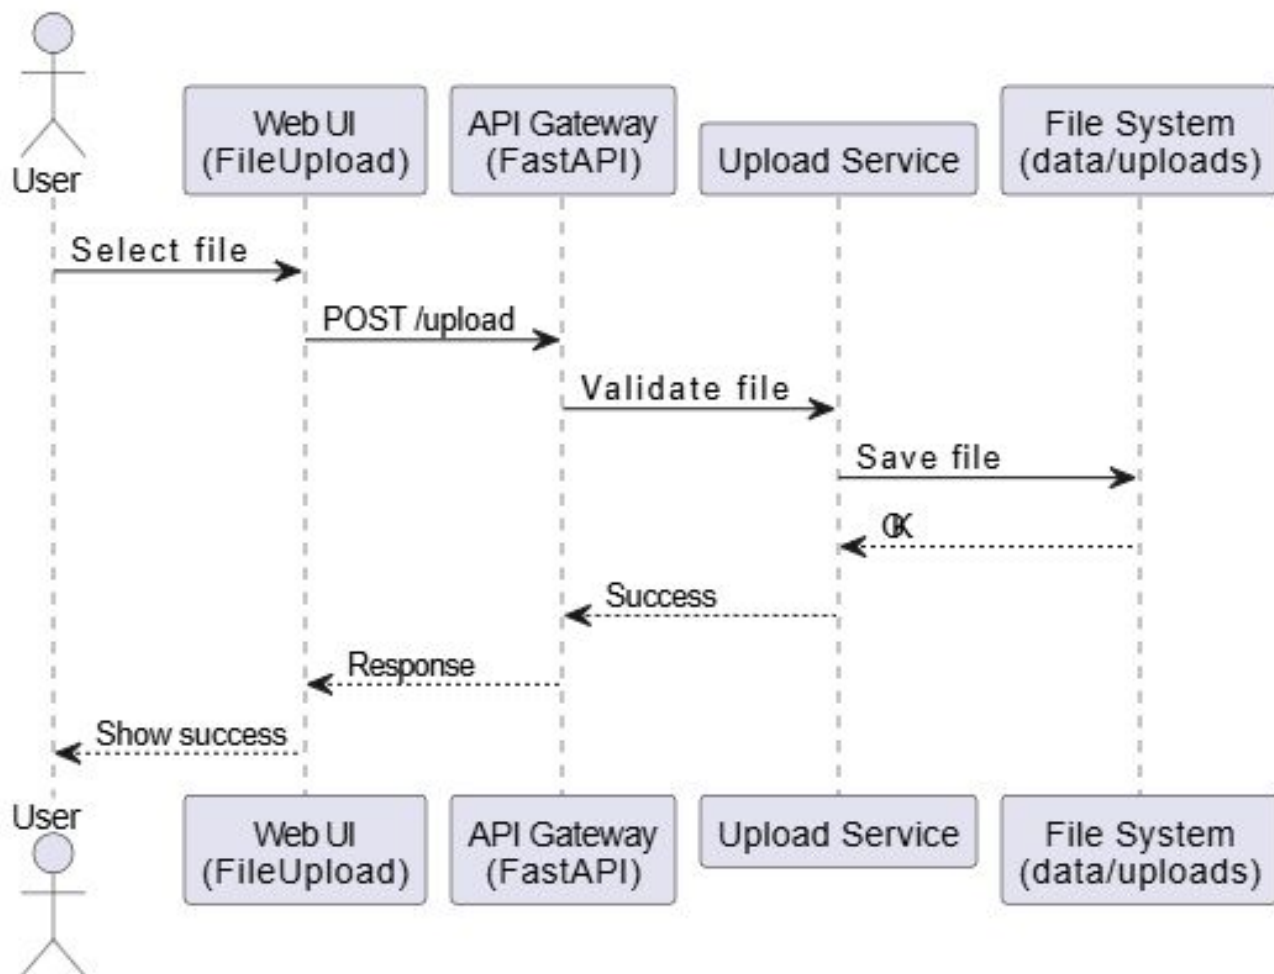 User
Web UI
(FileUpload)
API Gateway
(FastAPI)
Upload Service
File System
(data/uploads)
Select file
POST /upload
Validate file
Save file
OK
Success
Response
Show success
User
Web UI
(FileUpload)
API Gateway
(FastAPI)
Upload Service
File System
(data/uploads)